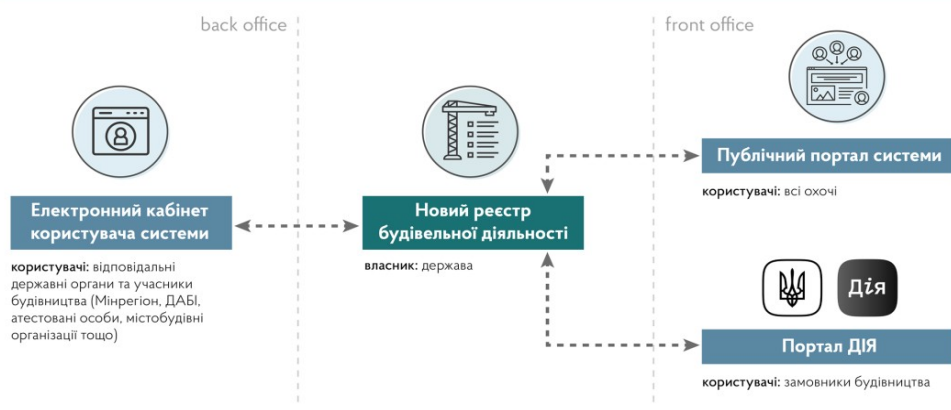 back office
front office
Електронний кабінет
користувача системи
користувачі: відповідальні
державні органи та учасники
будівництва (Мінрегіон, ДАБІ,
атестовані особи, містобудівні
організації тощо)
Новий реєстр
будівельної діяльності
власник: держава
Публічний портал системи
користувачі: всі охочі
Дія
Портал ДІЯ
користувачі: замовники будівництва